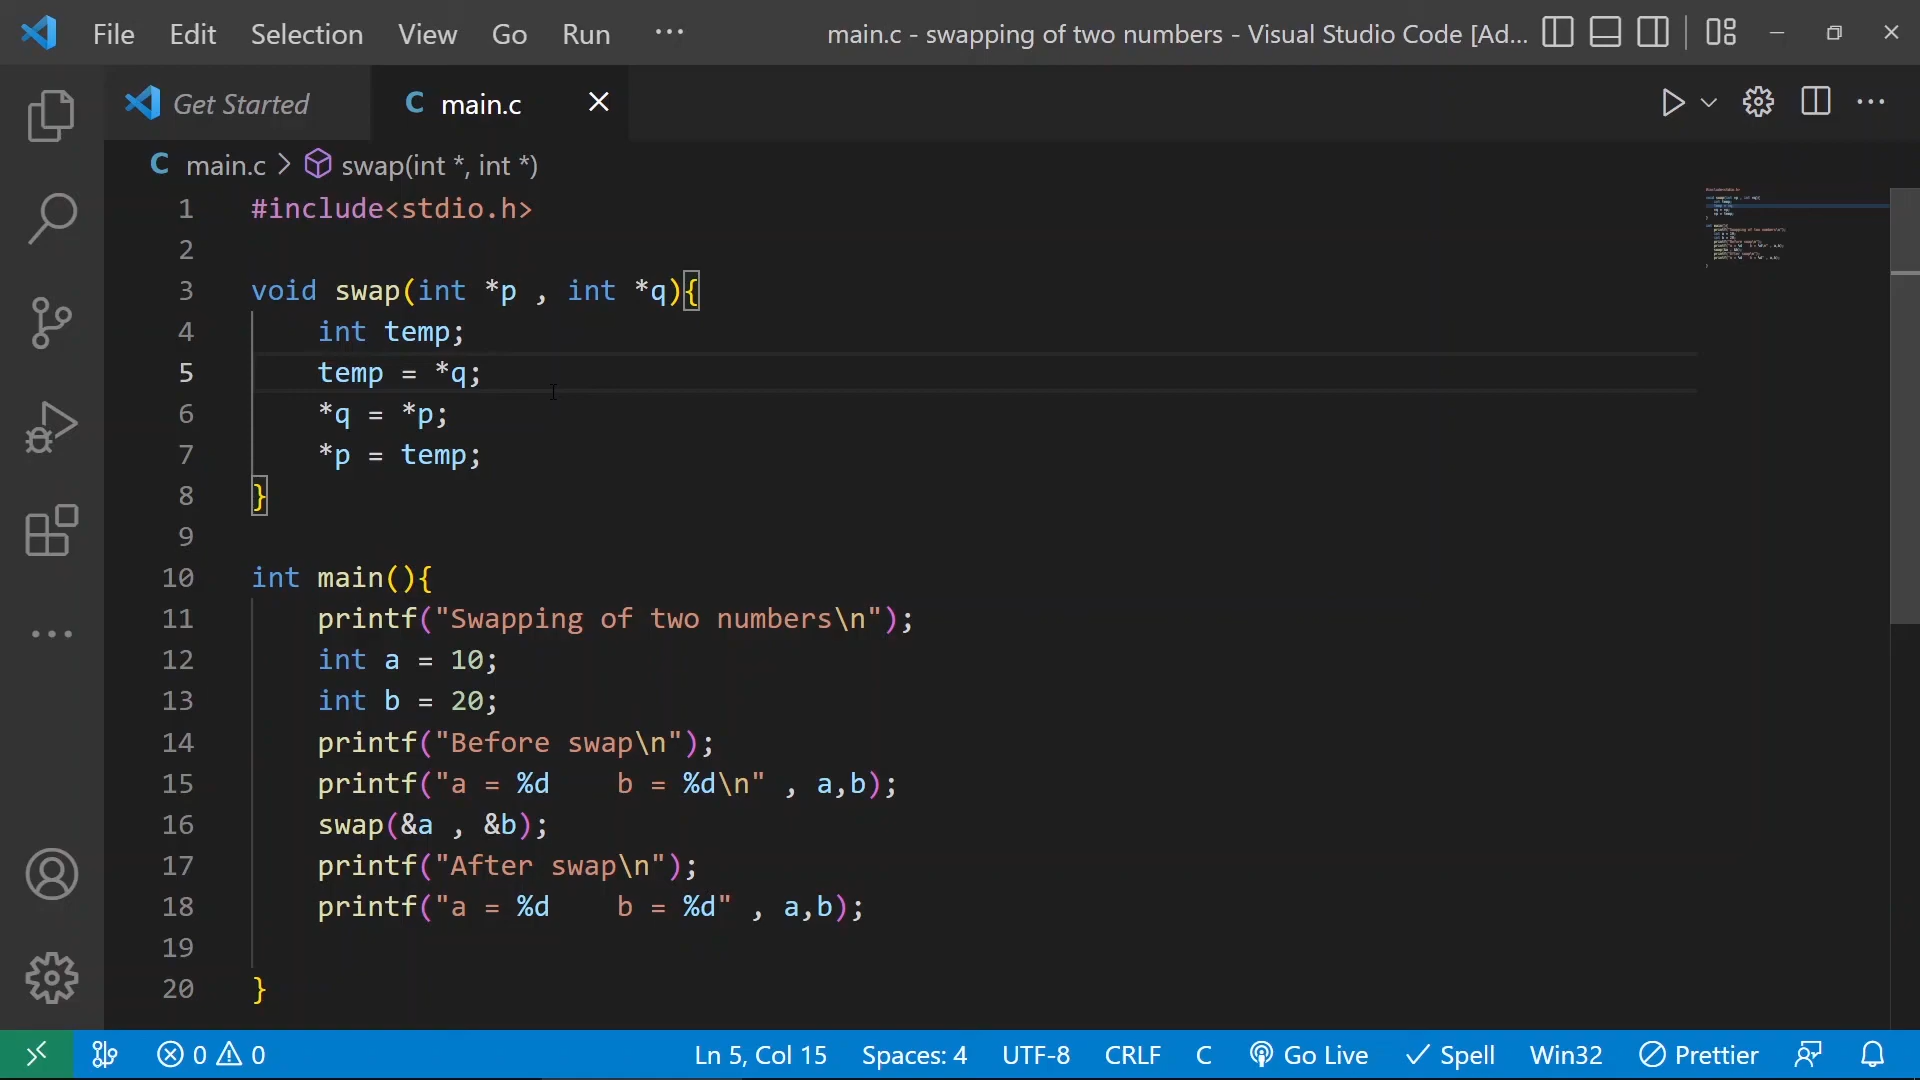 File Edit Selection View Go Run ··· main.c - swapping of two numbers - Visual Studio Code [Ad...
Get Started C main.c
C main.c > swap(int *, int *)
1 #include<stdio.h>
2
3 void swap(int *p , int *q){
4     int temp;
5     temp = *q;
6     *q = *p;
7     *p = temp;
8 }
9
10 int main(){
11     printf("Swapping of two numbers\n");
12     int a = 10;
13     int b = 20;
14     printf("Before swap\n");
15     printf("a = %d    b = %d\n" , a,b);
16     swap(&a , &b);
17     printf("After swap\n");
18     printf("a = %d    b = %d" , a,b);
19
20 }
0 0 Ln 5, Col 15 Spaces: 4 UTF-8 CRLF C Go Live Spell Win32 Prettier